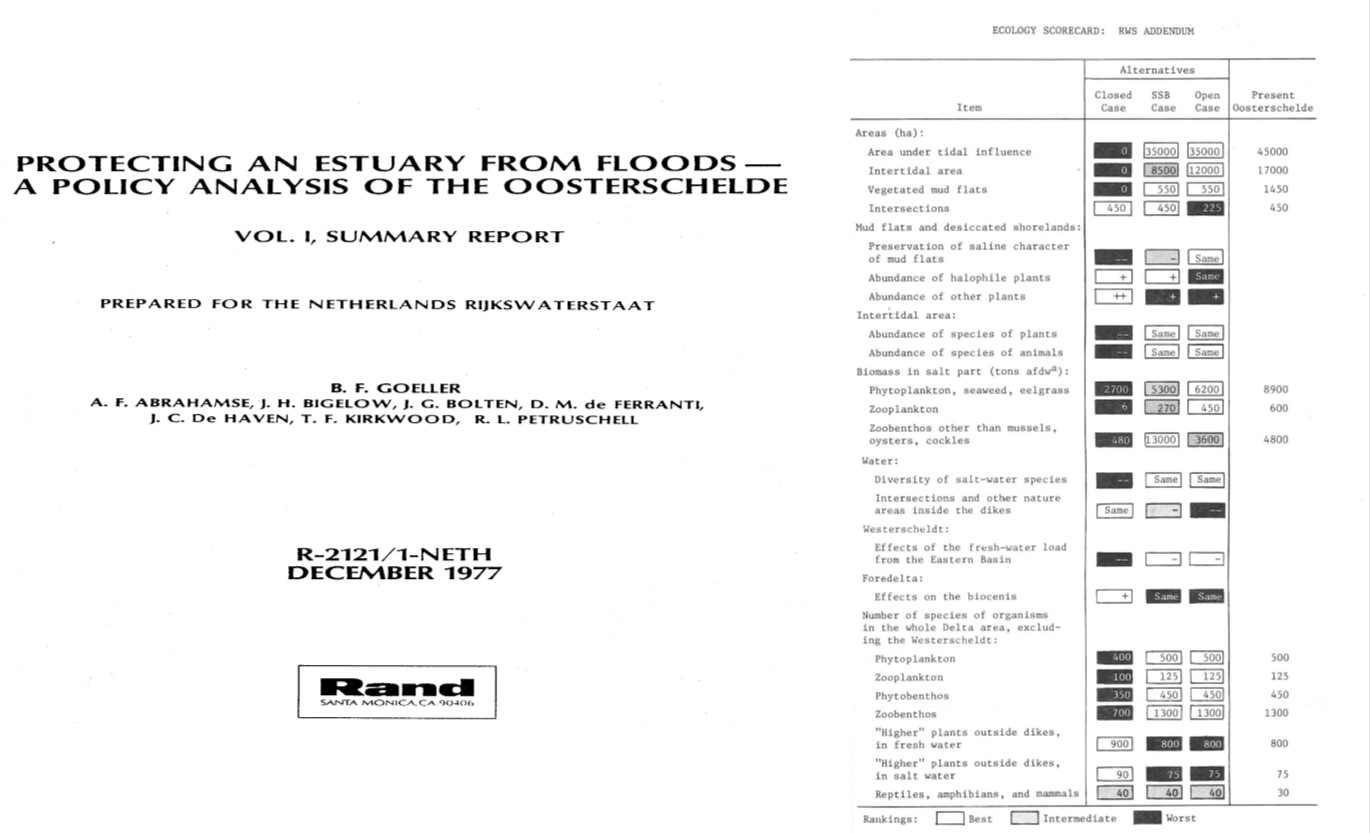 PROTECTING AN ESTUARY FROM FLOODS —
A POLICY ANALYSIS OF THE OOSTERSCHELDE
VOL. I, SUMMARY REPORT
PREPARED FOR THE NETHERLANDS RIJKSWATERSTAAT
B. F. GOELLER
A. F. ABRAHAMSE, J. H. BIGELOW, J. G. BOLTEN, D. M. de FERRANTI,
J. C. De HAVEN, T. F. KIRKWOOD, R. L. PETRUSCHELL
R-2121/1-NETH
DECEMBER 1977
Rand
SANTA MONICA, CA. 90406
ECOLOGY SCORECARD: RWS ADDENDUM
Alternatives
Closed SSB Open Present
Item Case Case Case Oosterschelde
Areas (ha):
Area under tidal influence 0 35000 35000 45000
Intertidal area 0 8500 12000 17000
Vegetated mud flats 0 550 550 1450
Intersections 450 450 225 450
Mud flats and desiccated shorelands:
Preservation of saline character
of mud flats -- - Same
Abundance of halophile plants + + Same
Abundance of other plants ++ + +
Intertidal area:
Abundance of species of plants -- Same Same
Abundance of species of animals -- Same Same
Biomass in salt part (tons afdwᵃ):
Phytoplankton, seaweed, eelgrass 2700 5300 6200 8900
Zooplankton 6 270 450 600
Zoobenthos other than mussels,
oysters, cockles 480 13000 3600 4800
Water:
Diversity of salt-water species -- Same Same
Intersections and other nature
areas inside the dikes Same - --
Westerscheldt:
Effects of the fresh-water load
from the Eastern Basin -- - -
Foredelta:
Effects on the biocenis + Same Same
Number of species of organisms
in the whole Delta area, exclud-
ing the Westerscheldt:
Phytoplankton 400 500 500 500
Zooplankton 100 125 125 125
Phytobenthos 350 450 450 450
Zoobenthos 700 1300 1300 1300
"Higher" plants outside dikes,
in fresh water 900 800 800 800
"Higher" plants outside dikes,
in salt water 90 75 75 75
Reptiles, amphibians, and mammals 40 40 40 30
Rankings: Best Intermediate Worst